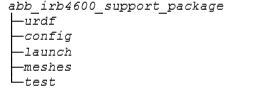 abb_irb4600_support_package
urdf
config
launch
meshes
test